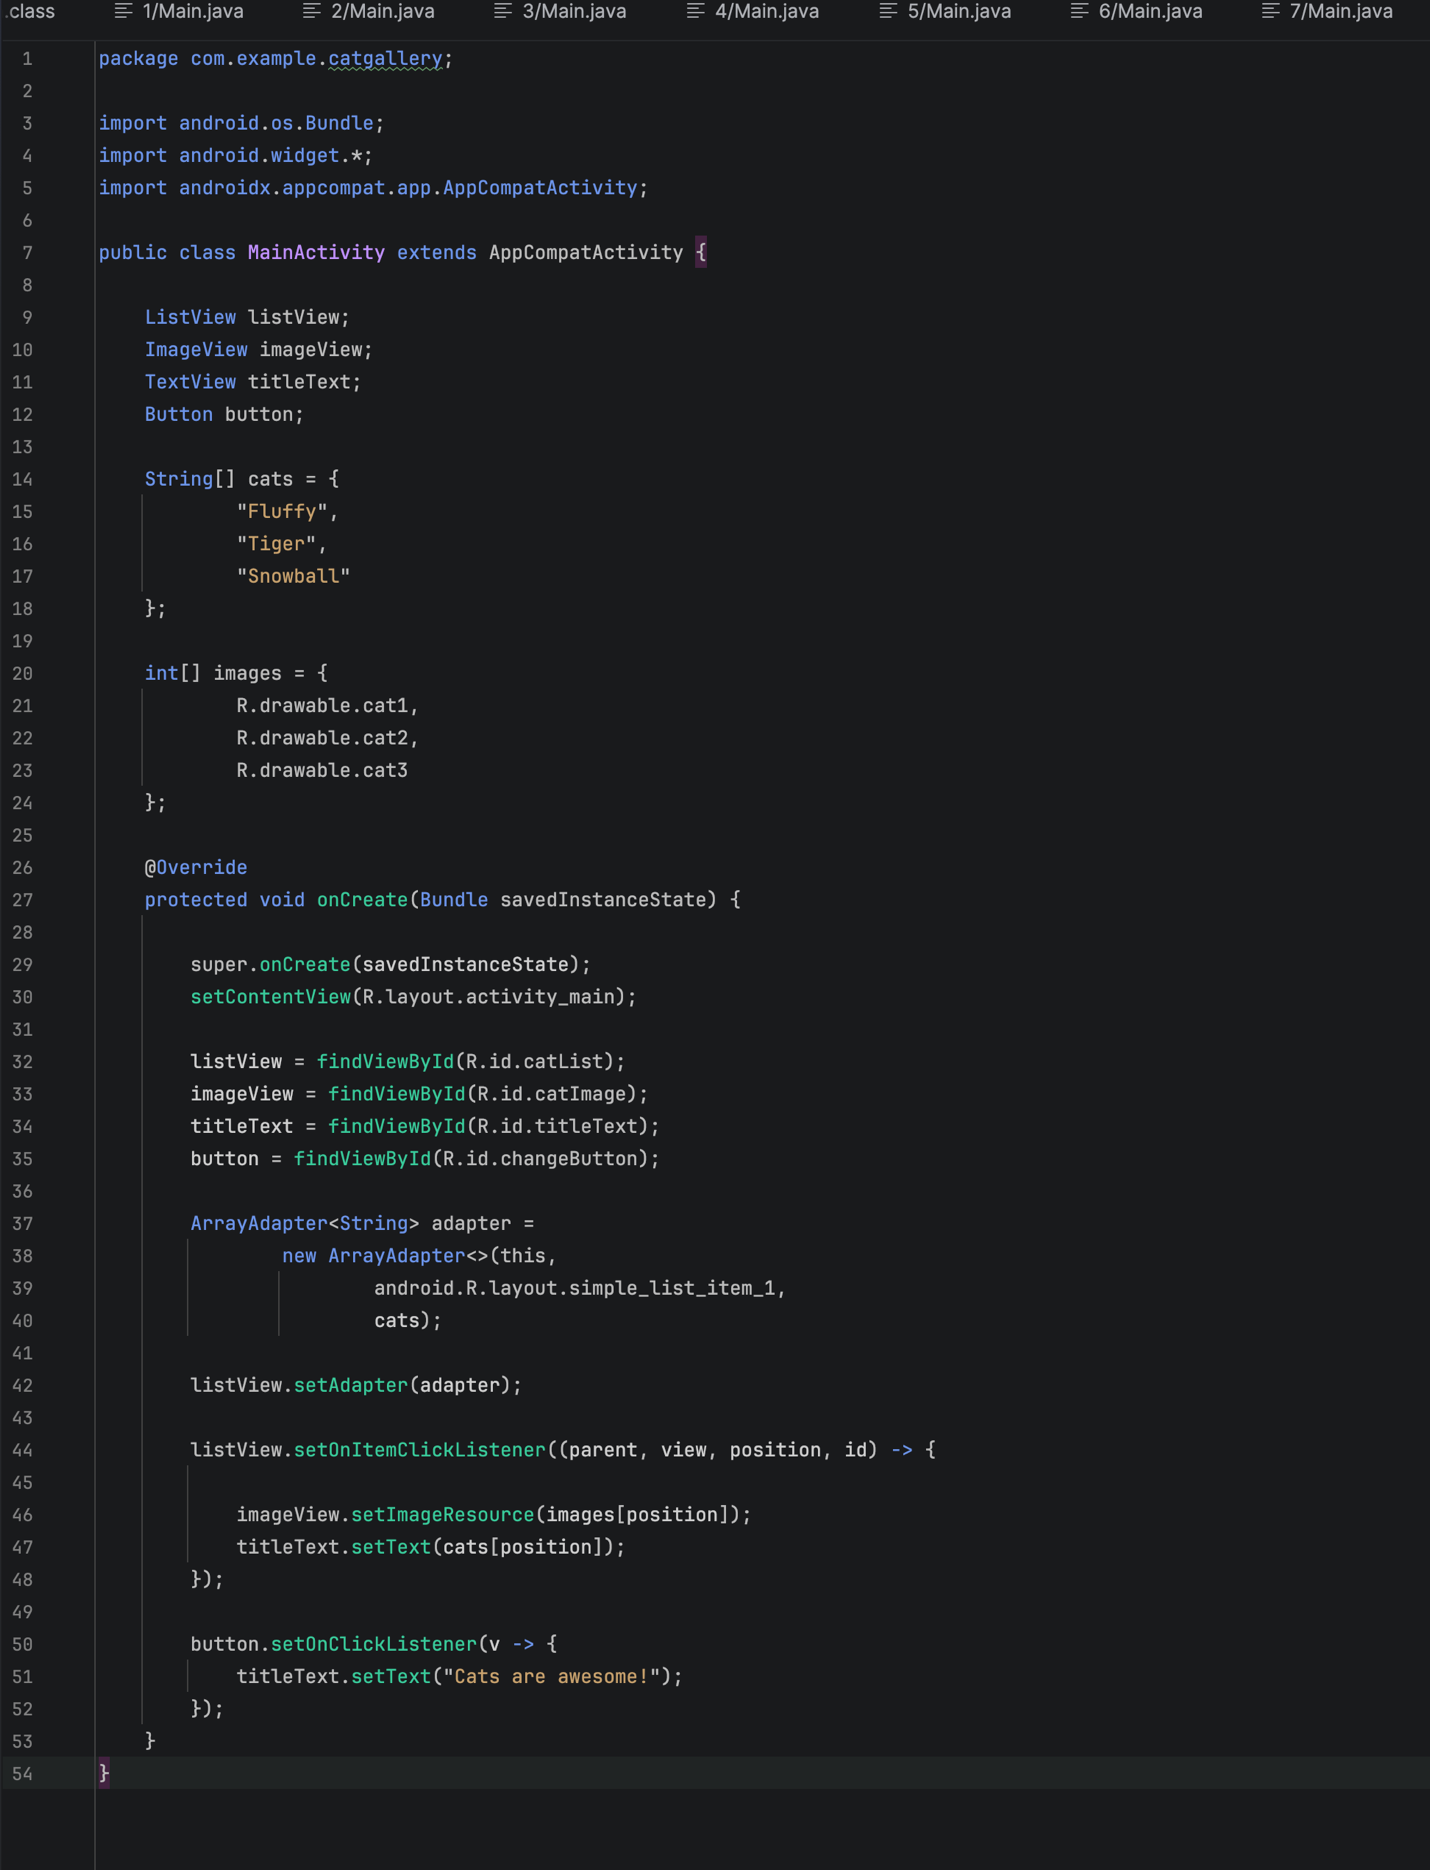 .class 1/Main.java 2/Main.java 3/Main.java 4/Main.java 5/Main.java 6/Main.java 7/Main.java
1 package com.example.catgallery;
2
3 import android.os.Bundle;
4 import android.widget.*;
5 import androidx.appcompat.app.AppCompatActivity;
6
7 public class MainActivity extends AppCompatActivity {
8
9     ListView listView;
10     ImageView imageView;
11     TextView titleText;
12     Button button;
13
14     String[] cats = {
15             "Fluffy",
16             "Tiger",
17             "Snowball"
18     };
19
20     int[] images = {
21             R.drawable.cat1,
22             R.drawable.cat2,
23             R.drawable.cat3
24     };
25
26     @Override
27     protected void onCreate(Bundle savedInstanceState) {
28
29         super.onCreate(savedInstanceState);
30         setContentView(R.layout.activity_main);
31
32         listView = findViewById(R.id.catList);
33         imageView = findViewById(R.id.catImage);
34         titleText = findViewById(R.id.titleText);
35         button = findViewById(R.id.changeButton);
36
37         ArrayAdapter<String> adapter =
38                 new ArrayAdapter<>(this,
39                         android.R.layout.simple_list_item_1,
40                         cats);
41
42         listView.setAdapter(adapter);
43
44         listView.setOnItemClickListener((parent, view, position, id) -> {
45
46             imageView.setImageResource(images[position]);
47             titleText.setText(cats[position]);
48         });
49
50         button.setOnClickListener(v -> {
51             titleText.setText("Cats are awesome!");
52         });
53     }
54 }